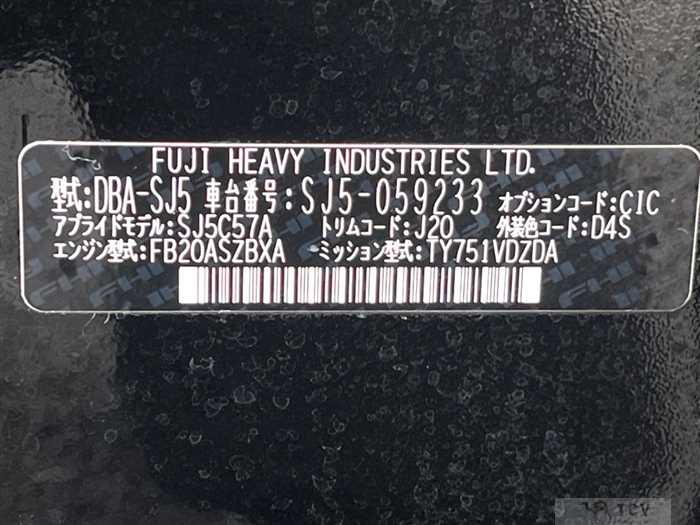 FUJI HEAVY INDUSTRIES LTD.
型式:DBA-SJ5 車台番号:SJ5-059233 オプションコード:CIC
アプライドモデル:SJ5C57A トリムコード:J20 外装色コード:D4S
エンジン型式:FB20ASZBXA ミッション型式:TY751VDZDA